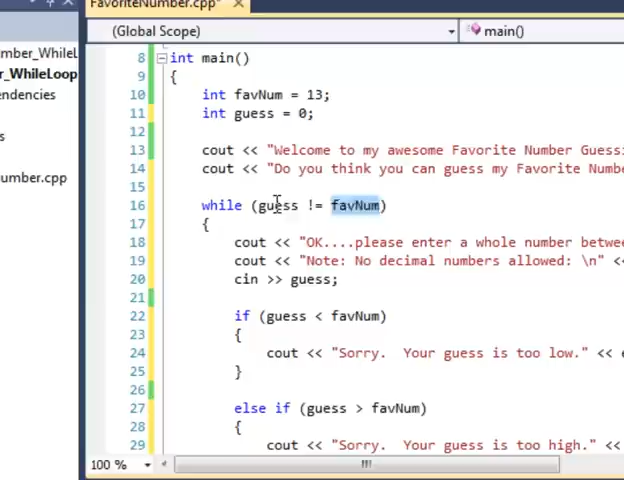 FavoriteNumber.cpp*
(Global Scope)
main()
mber_WhileL
r_WhileLoop
endencies
s
umber.cpp
8 int main()
9 {
10 int favNum = 13;
11 int guess = 0;
12
13 cout << "Welcome to my awesome Favorite Number Guessi
14 cout << "Do you think you can guess my Favorite Numbe
15
16 while (guess != favNum)
17 {
18 cout << "OK....please enter a whole number betwee
19 cout << "Note: No decimal numbers allowed: \n" <<
20 cin >> guess;
21
22 if (guess < favNum)
23 {
24 cout << "Sorry.  Your guess is too low." << e
25 }
26
27 else if (guess > favNum)
28 {
29 cout << "Sorry.  Your guess is too high." <<
100 %